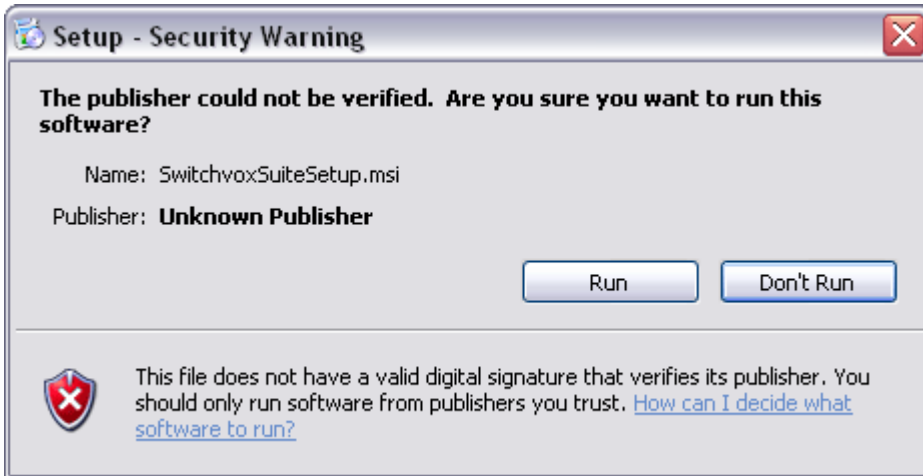 Setup - Security Warning
The publisher could not be verified.  Are you sure you want to run this
software?
Name: SwitchvoxSuiteSetup.msi
Publisher: Unknown Publisher
Run
Don't Run
This file does not have a valid digital signature that verifies its publisher. You
should only run software from publishers you trust. How can I decide what
software to run?